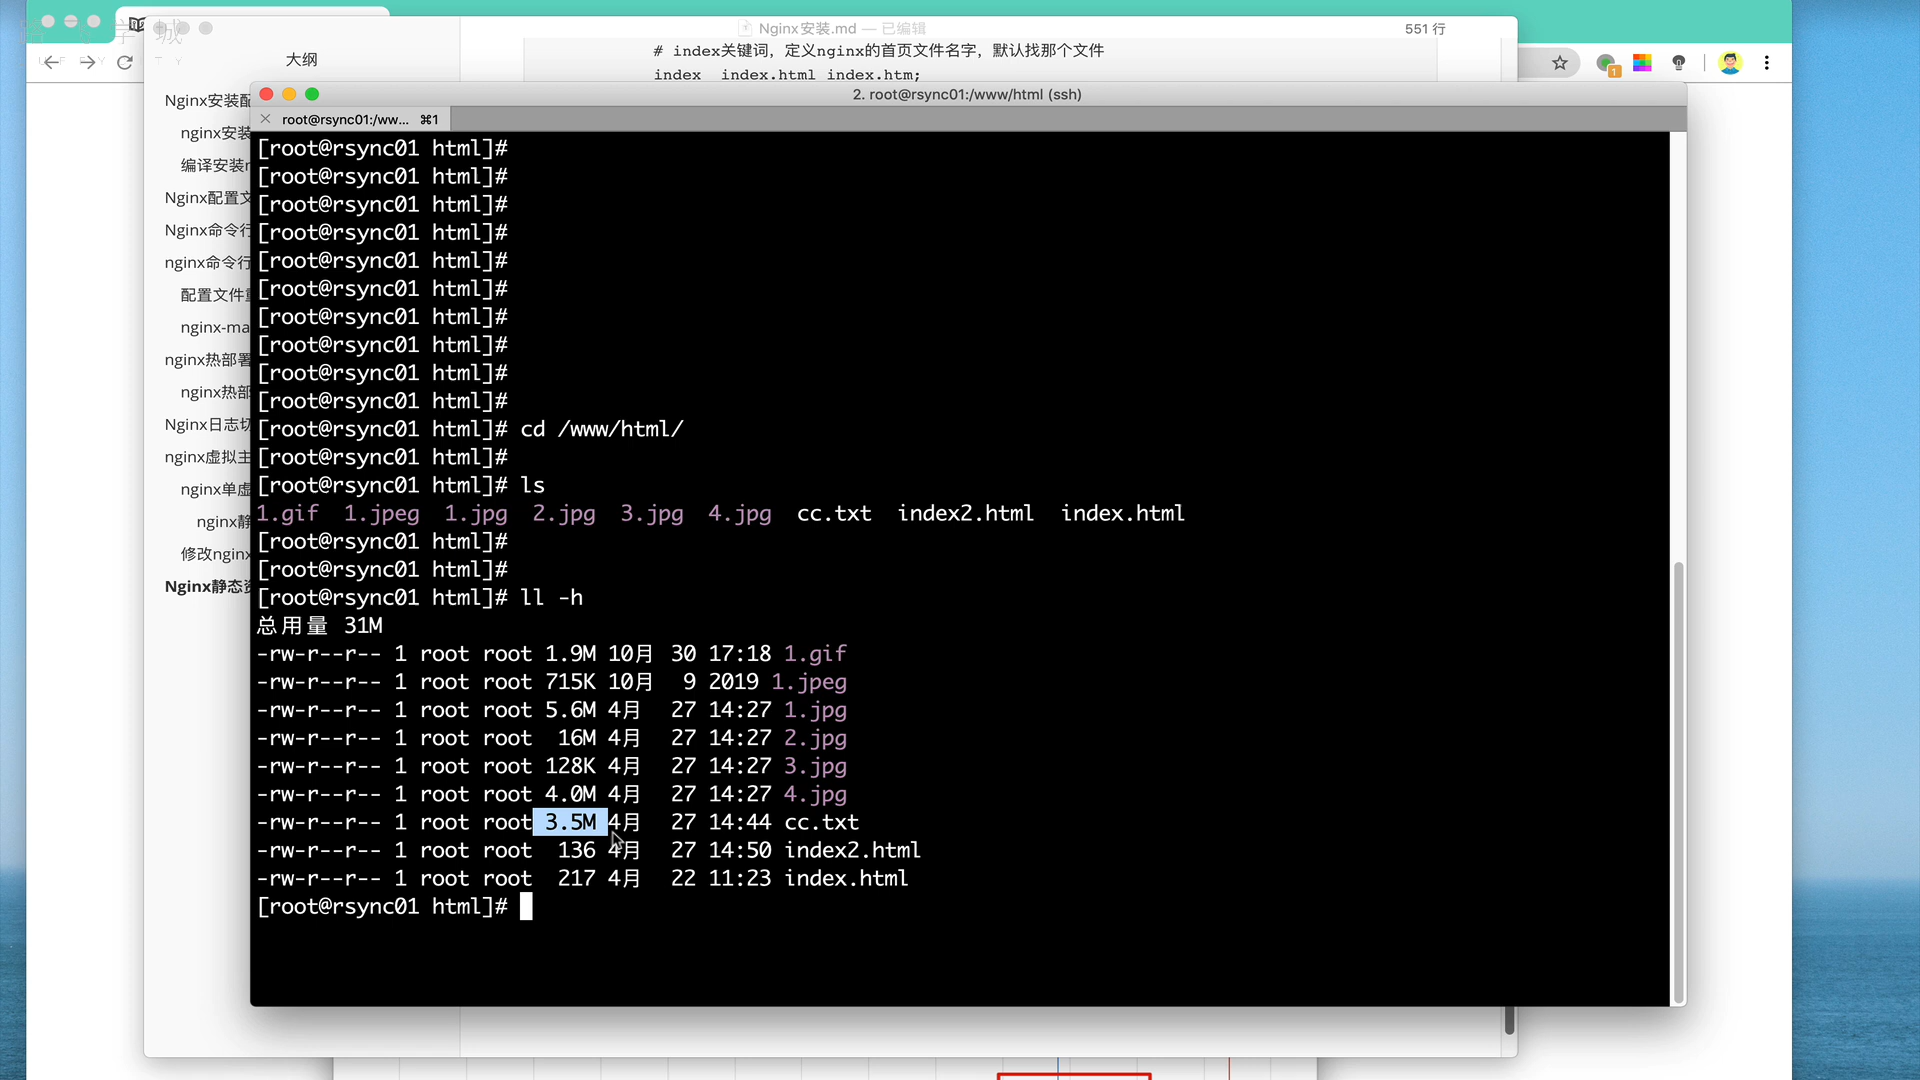 Nginx安装.md — 已编辑
551 行
大纲
# index关键词，定义nginx的首页文件名字，默认找那个文件
index index.html index.htm;
Nginx安装配
nginx安装
编译安装n
Nginx配置文
Nginx命令行
nginx命令行
配置文件重
nginx-ma
nginx热部署
nginx热部
Nginx日志切
nginx虚拟主
nginx单虚
nginx静
修改nginx
Nginx静态资
2. root@rsync01:/www/html (ssh)
root@rsync01:/ww... ⌘1
[root@rsync01 html]#
[root@rsync01 html]#
[root@rsync01 html]#
[root@rsync01 html]#
[root@rsync01 html]#
[root@rsync01 html]#
[root@rsync01 html]#
[root@rsync01 html]#
[root@rsync01 html]#
[root@rsync01 html]#
[root@rsync01 html]# cd /www/html/
[root@rsync01 html]#
[root@rsync01 html]# ls
1.gif 1.jpeg 1.jpg 2.jpg 3.jpg 4.jpg cc.txt index2.html index.html
[root@rsync01 html]#
[root@rsync01 html]#
[root@rsync01 html]# ll -h
总用量 31M
-rw-r--r-- 1 root root 1.9M 10月 30 17:18 1.gif
-rw-r--r-- 1 root root 715K 10月 9 2019 1.jpeg
-rw-r--r-- 1 root root 5.6M 4月 27 14:27 1.jpg
-rw-r--r-- 1 root root 16M 4月 27 14:27 2.jpg
-rw-r--r-- 1 root root 128K 4月 27 14:27 3.jpg
-rw-r--r-- 1 root root 4.0M 4月 27 14:27 4.jpg
-rw-r--r-- 1 root root 3.5M 4月 27 14:44 cc.txt
-rw-r--r-- 1 root root 136 4月 27 14:50 index2.html
-rw-r--r-- 1 root root 217 4月 22 11:23 index.html
[root@rsync01 html]#